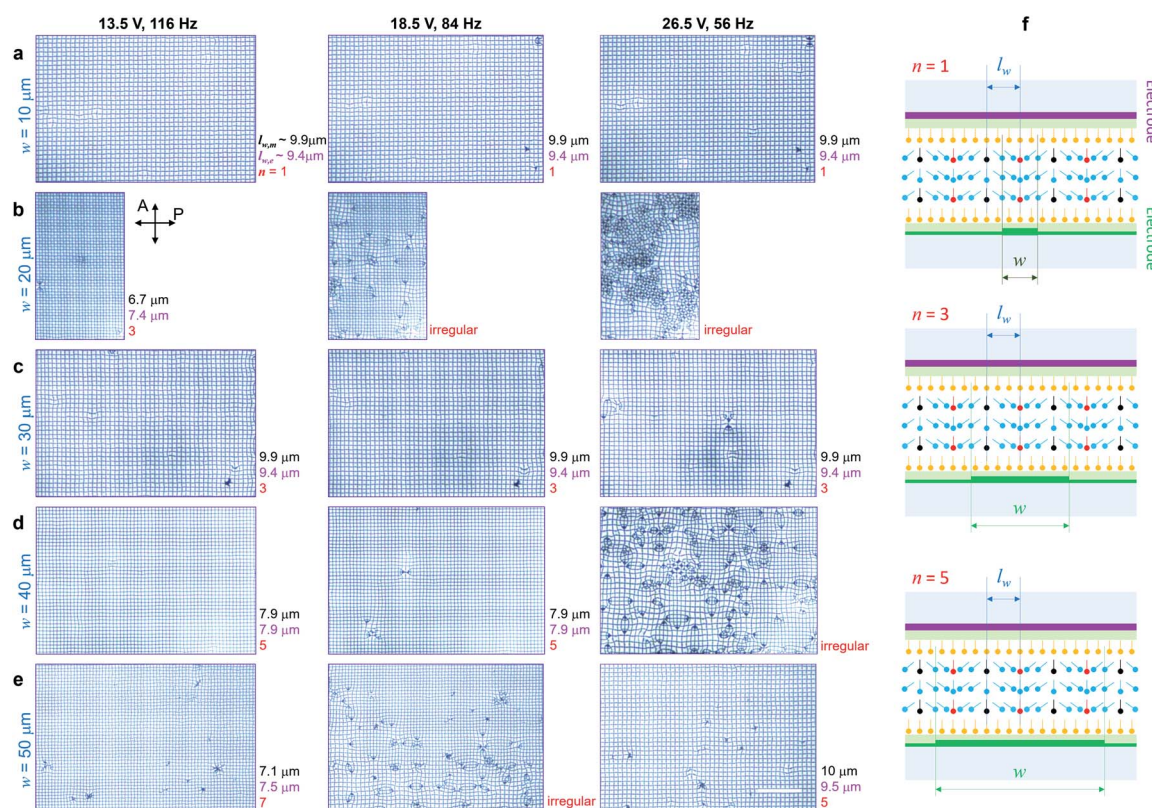 13.5 V, 116 Hz
18.5 V, 84 Hz
26.5 V, 56 Hz
f
a
w = 10 μm
l_{w,m} ~ 9.9μm
l_{w,e} ~ 9.4μm
n = 1
9.9 μm
9.4 μm
1
9.9 μm
9.4 μm
1
b
w = 20 μm
A
P
6.7 μm
7.4 μm
3
irregular
irregular
c
w = 30 μm
9.9 μm
9.4 μm
3
9.9 μm
9.4 μm
3
9.9 μm
9.4 μm
3
d
w = 40 μm
7.9 μm
7.9 μm
5
7.9 μm
7.9 μm
5
irregular
e
w = 50 μm
7.1 μm
7.5 μm
7
irregular
10 μm
9.5 μm
5
n = 1
l_w
Electrode
Electrode
w
n = 3
l_w
w
n = 5
l_w
w